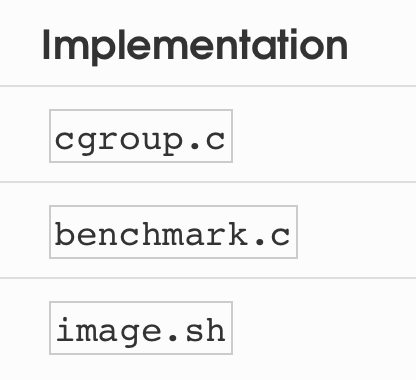 Implementation
cgroup.c
benchmark.c
image.sh